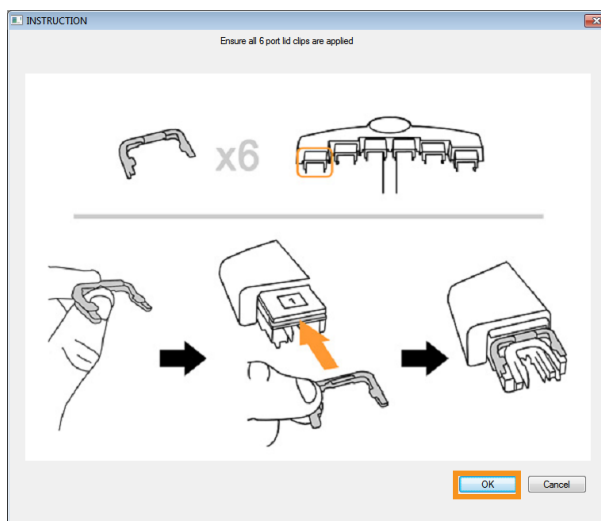 INSTRUCTION
Ensure all 6 port lid clips are applied
x6
1
OK
Cancel